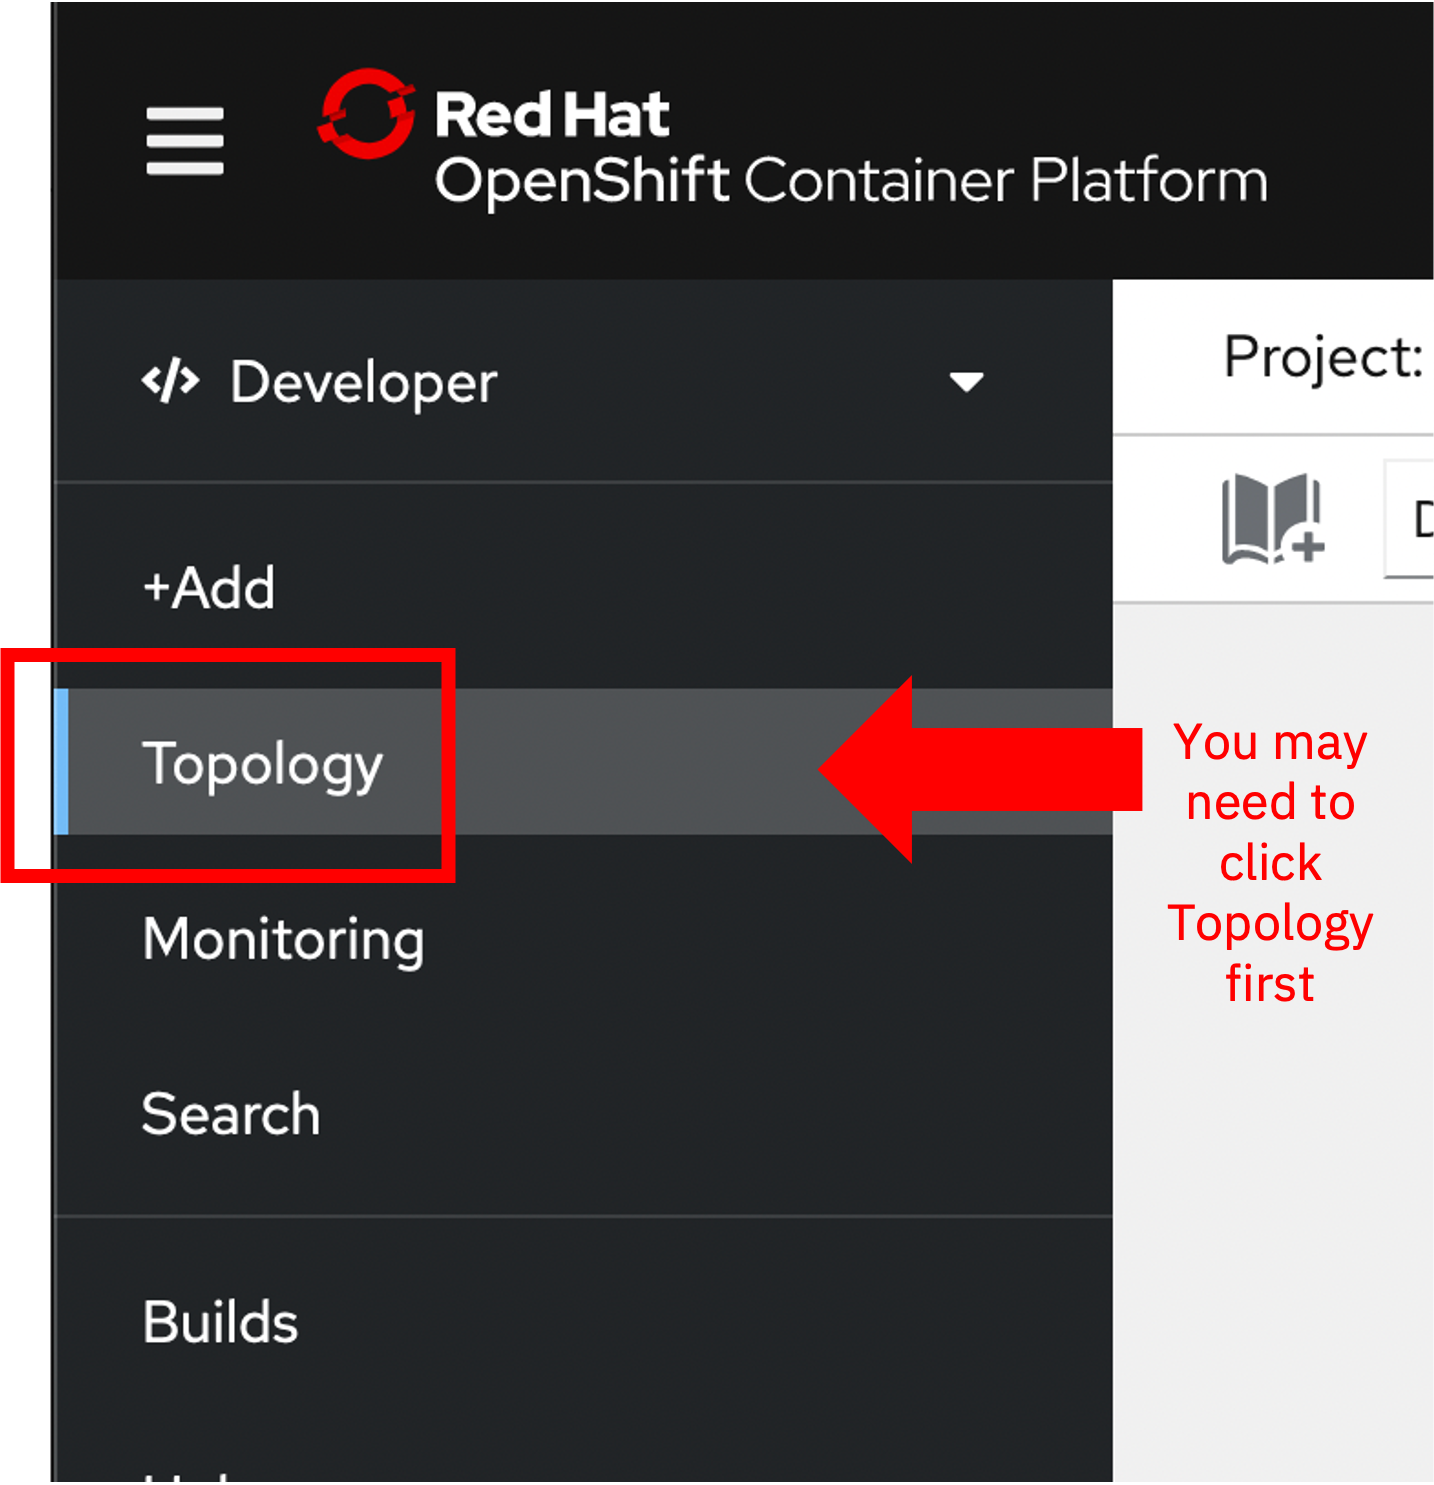 Red Hat
OpenShift Container Platform
</> Developer
Project:
+Add
Topology
Monitoring
Search
Builds
You may
need to
click
Topology
first